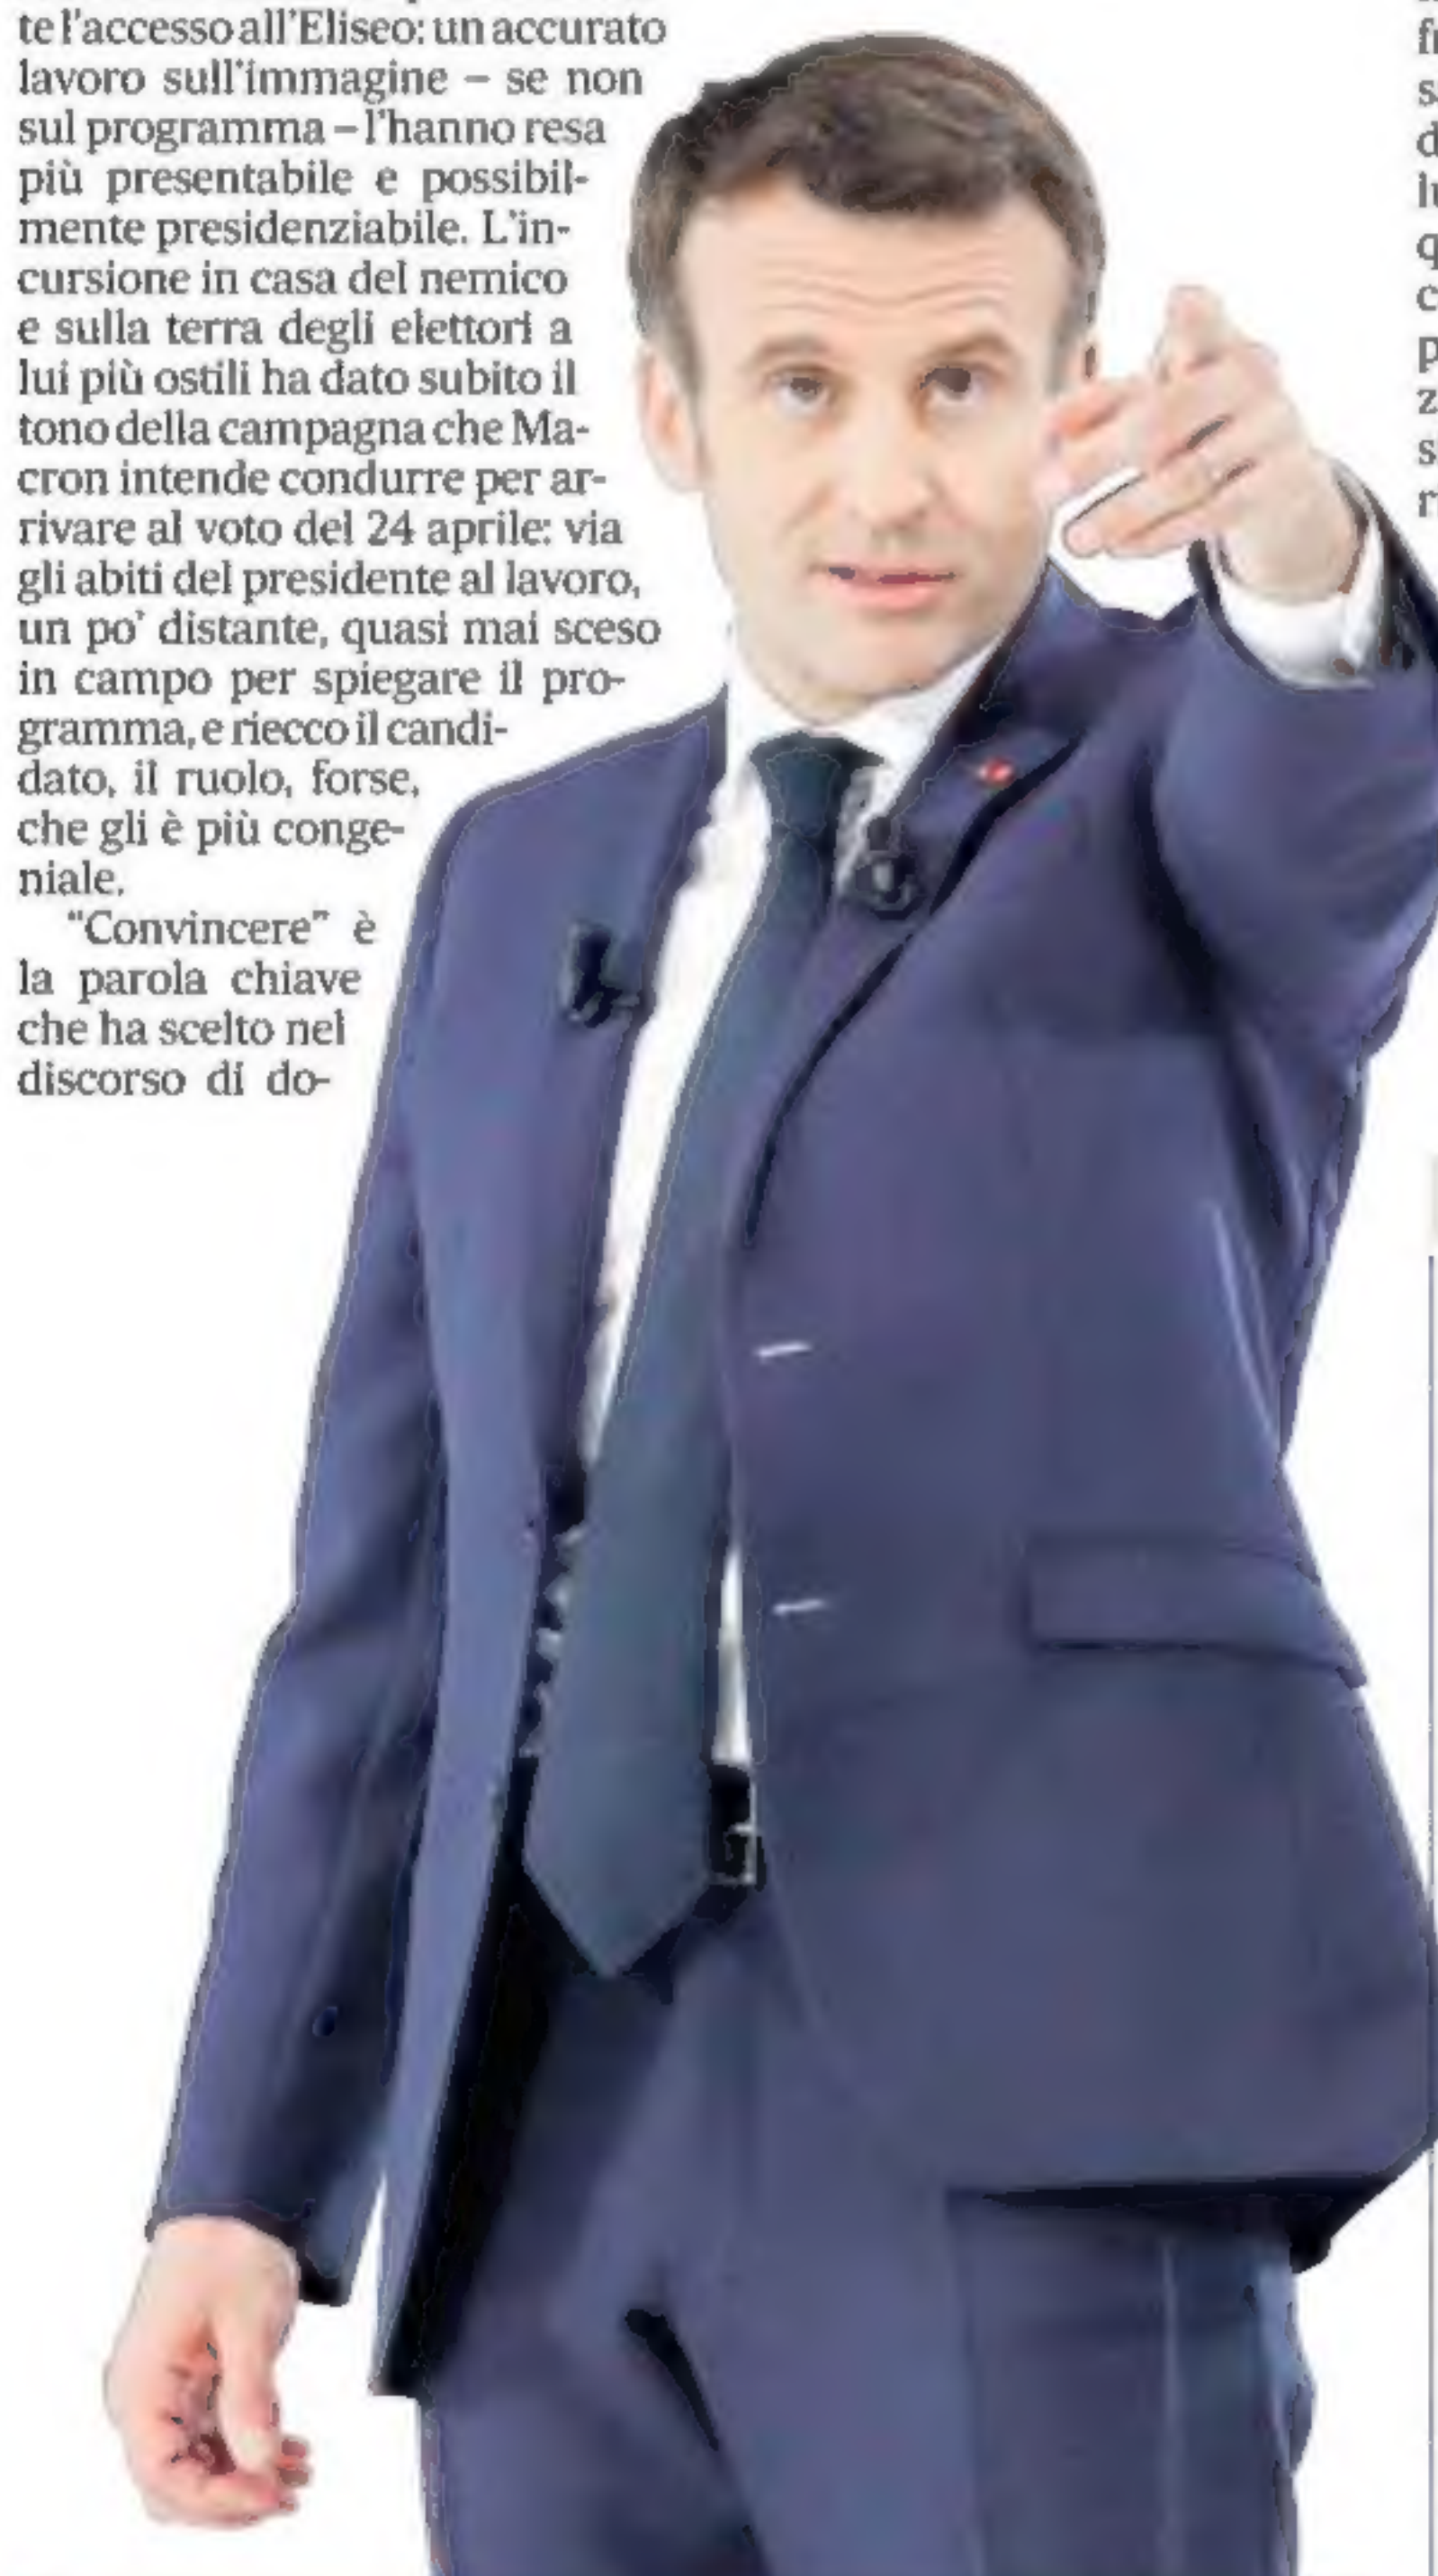 te l'accesso all'Eliseo: un accurato
lavoro sull'immagine – se non
sul programma – l'hanno resa
più presentabile e possibil-
mente presidenziabile. L'in-
cursione in casa del nemico
e sulla terra degli elettori a
lui più ostili ha dato subito il
tono della campagna che Ma-
cron intende condurre per ar-
rivare al voto del 24 aprile: via
gli abiti del presidente al lavoro,
un po' distante, quasi mai sceso
in campo per spiegare il pro-
gramma, e riecco il candi-
dato, il ruolo, forse,
che gli è più conge-
niale.
"Convincere" è
la parola chiave
che ha scelto nel
discorso di do-